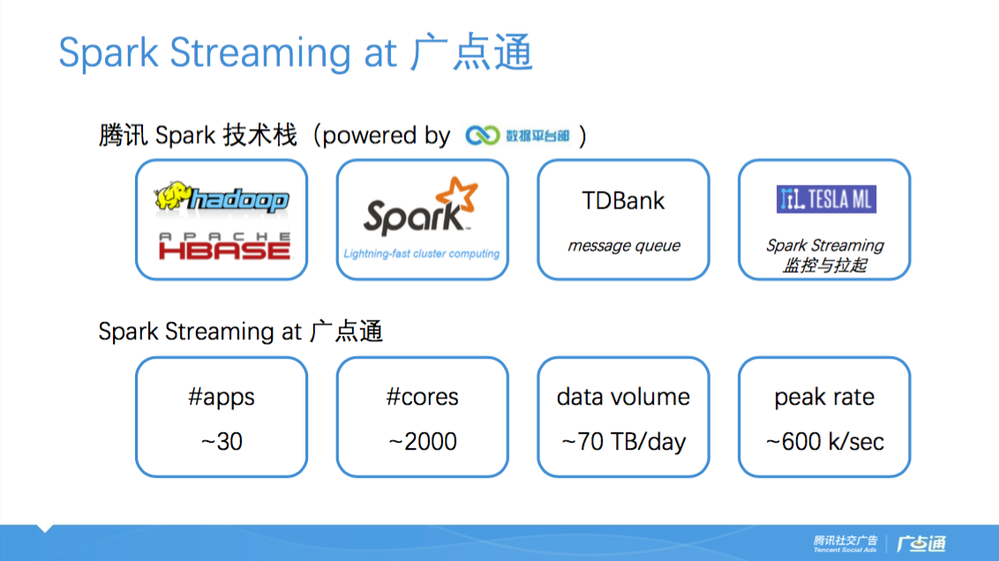 Spark Streaming at 广点通
腾讯 Spark 技术栈（powered by 数据平台部 ）
hadoop
APACHE
HBASE
Spark™
Lightning-fast cluster computing
TDBank
message queue
TESLA ML
Spark Streaming
监控与拉起
Spark Streaming at 广点通
#apps
~30
#cores
~2000
data volume
~70 TB/day
peak rate
~600 k/sec
腾讯社交广告
Tencent Social Ads
广点通